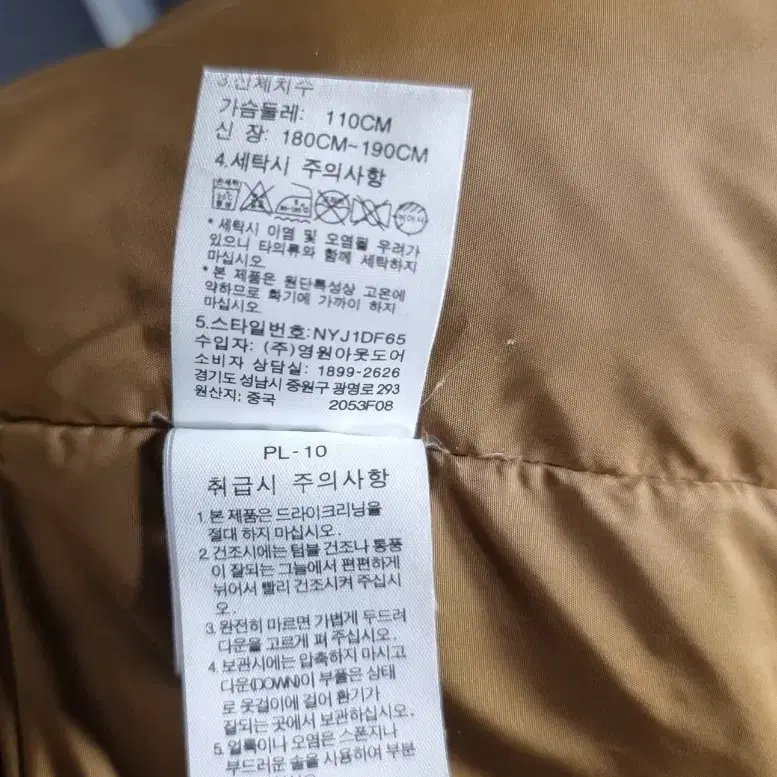 3.신체치수
가슴둘레: 110CM
신 장: 180CM~190CM
4.세탁시 주의사항
* 세탁시 이염 및 오염될 우려가
있으니 타의류와 함께 세탁하지
마십시오
*본 제품은 원단특성상 고온에
약하므로 화기에 가까이 하지
마십시오.
5.스타일번호:NYJ1DF65
수입자: (주)영원아웃도어
소비자 상담실: 1899-2626
경기도 성남시 중원구 광명로 293
원산지: 중국 2053F08
PL-10
취급시 주의사항
1. 본 제품은 드라이크리닝을
절대 하지 마십시오.
2. 건조시에는 텀블 건조나 통풍
이 잘되는 그늘에서 편편하게
뉘어서 빨리 건조시켜 주십시
오.
3. 완전히 마르면 가볍게 두드려
다운을 고르게 펴 주십시오.
4. 보관시에는 압축하지 마시고
다운(DOWN)이 부풀은 상태
로 옷걸이에 걸어 환기가
잘되는 곳에서 보관하십시오.
5. 얼룩이나 오염은 스폰지나
부드러운 솔을 사용하여 부분